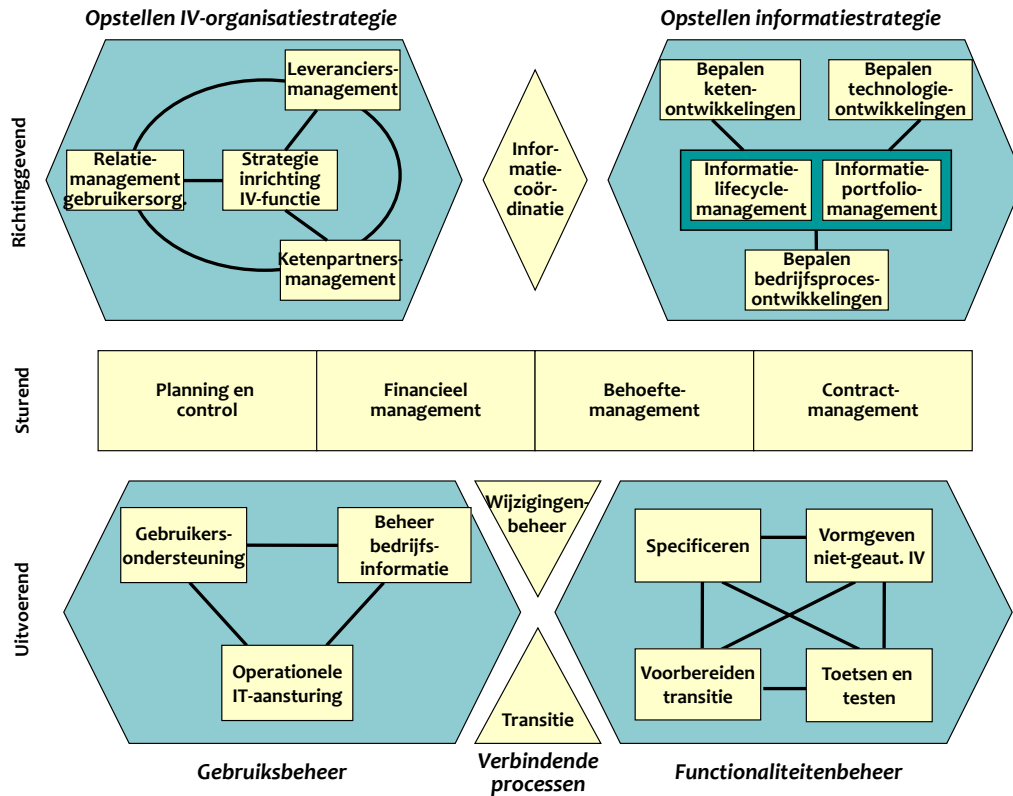 Opstellen IV-organisatiestrategie
Opstellen informatiestrategie
Richtinggevend
Leveranciers-
management
Relatie-
management
gebruikersorg.
Strategie
inrichting
IV-functie
Ketenpartners-
management
Infor-
matie-
coör-
dinatie
Bepalen
keten-
ontwikkelingen
Bepalen
technologie-
ontwikkelingen
Informatie-
lifecycle-
management
Informatie-
portfolio-
management
Bepalen
bedrijfsproces-
ontwikkelingen
Sturend
Planning en
control
Financieel
management
Behoefte-
management
Contract-
management
Uitvoerend
Gebruikers-
ondersteuning
Beheer
bedrijfs-
informatie
Operationele
IT-aansturing
Wijzigingen-
beheer
Transitie
Specificeren
Vormgeven
niet-geaut. IV
Voorbereiden
transitie
Toetsen en
testen
Gebruiksbeheer
Verbindende
processen
Functionaliteitenbeheer